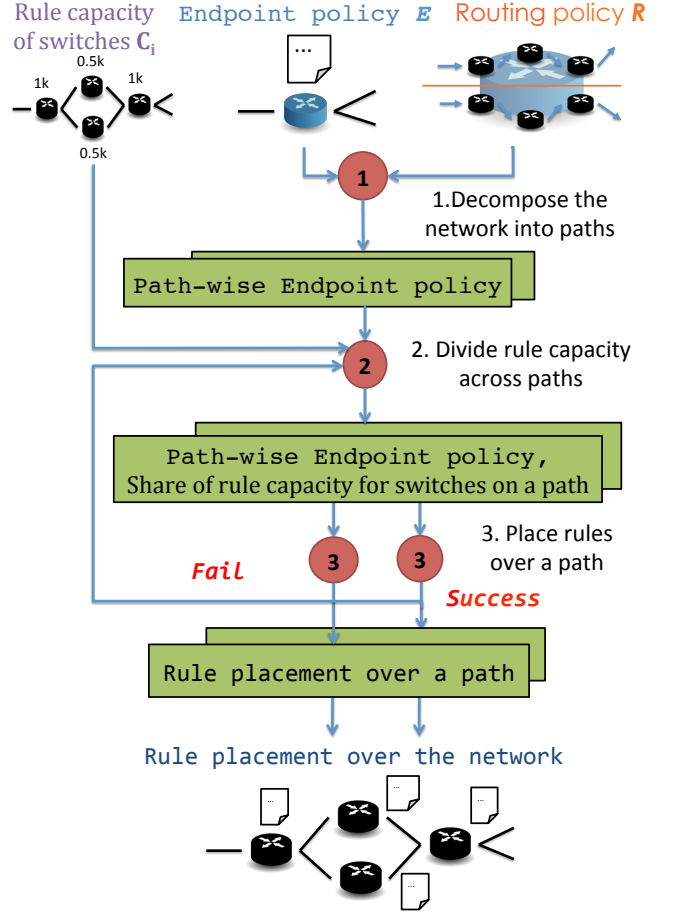 Rule capacity
of switches Ci
Endpoint policy E
Routing policy R
0.5k
1k
1k
0.5k
...
1
1.Decompose the
network into paths
Path-wise Endpoint policy
2
2. Divide rule capacity
across paths
Path-wise Endpoint policy,
Share of rule capacity for switches on a path
3
3
3. Place rules
over a path
Fail
Success
Rule placement over a path
Rule placement over the network
...
...
...
...